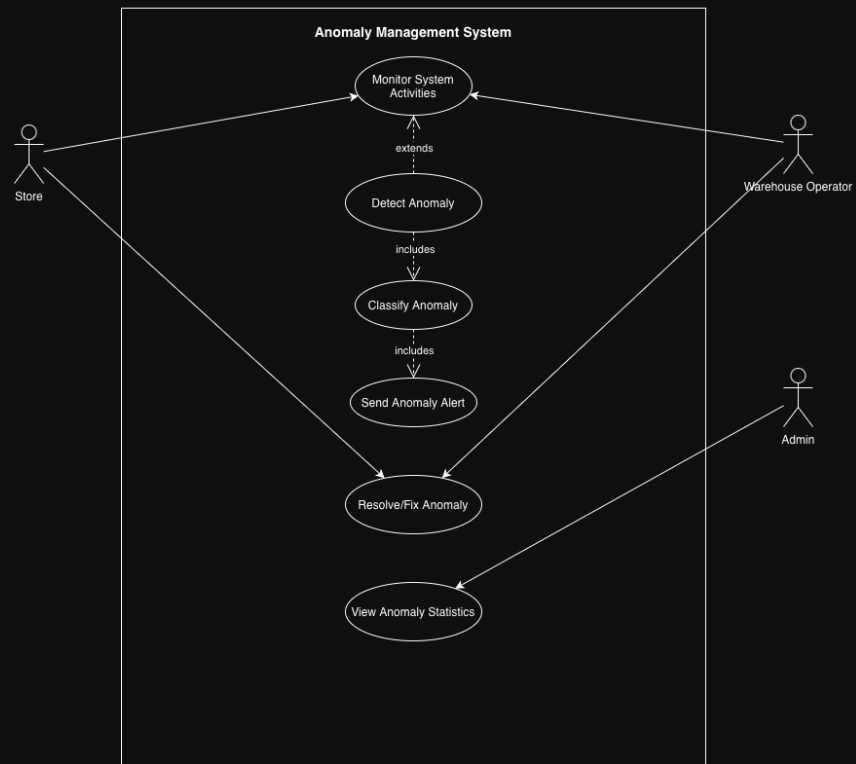 Anomaly Management System
Monitor System
Activities
extends
Store
Warehouse Operator
Detect Anomaly
includes
Classify Anomaly
includes
Send Anomaly Alert
Admin
Resolve/Fix Anomaly
View Anomaly Statistics